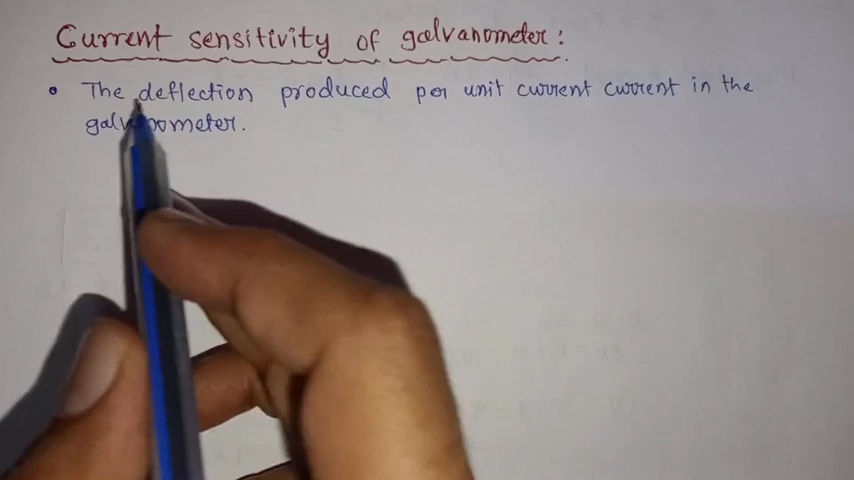 Current sensitivity of galvanometer :
• The deflection produced per unit current current in the
galvanometer.